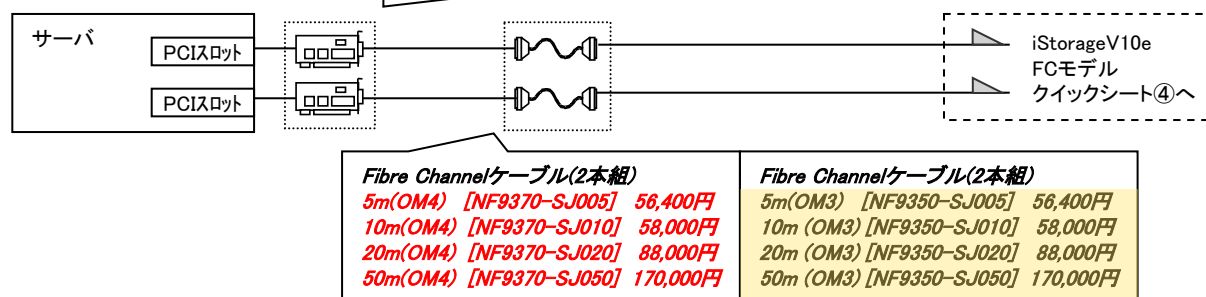 サーバ
PCIスロット
PCIスロット
iStorageV10e
FCモデル
クイックシート④へ
Fibre Channelケーブル(2本組)
5m(OM4) [NF9370-SJ005] 56,400円
10m(OM4) [NF9370-SJ010] 58,000円
20m(OM4) [NF9370-SJ020] 88,000円
50m(OM4) [NF9370-SJ050] 170,000円
Fibre Channelケーブル(2本組)
5m(OM3) [NF9350-SJ005] 56,400円
10m (OM3) [NF9350-SJ010] 58,000円
20m (OM3) [NF9350-SJ020] 88,000円
50m (OM3) [NF9350-SJ050] 170,000円